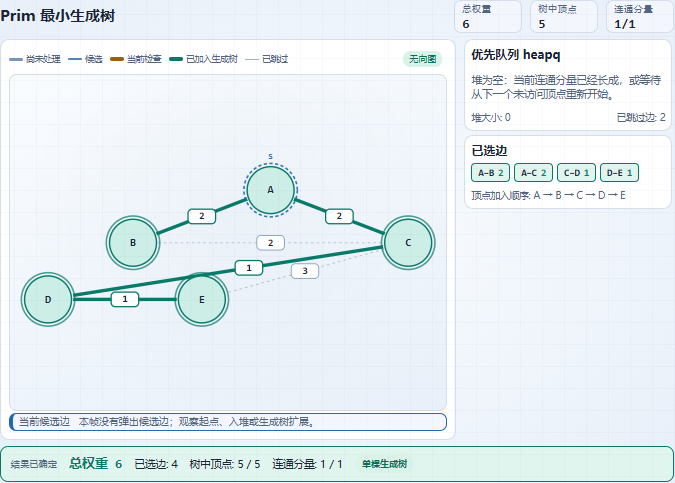 Prim 最小生成树
总权重
6
树中顶点
5
连通分量
1/1
尚未处理 候选 当前检查 已加入生成树 已跳过
无向图
S
A
2
2
B
2
C
1
3
D
1
E
当前候选边 本帧没有弹出候选边；观察起点、入堆或生成树扩展。
优先队列 heapq
堆为空：当前连通分量已经长成，或等待
从下一个未访问顶点重新开始。
堆大小: 0 已跳过边: 2
已选边
A-B 2 A-C 2 C-D 1 D-E 1
顶点加入顺序: A → B → C → D → E
结果已确定 总权重 6 已选边: 4 树中顶点: 5 / 5 连通分量: 1 / 1 单棵生成树